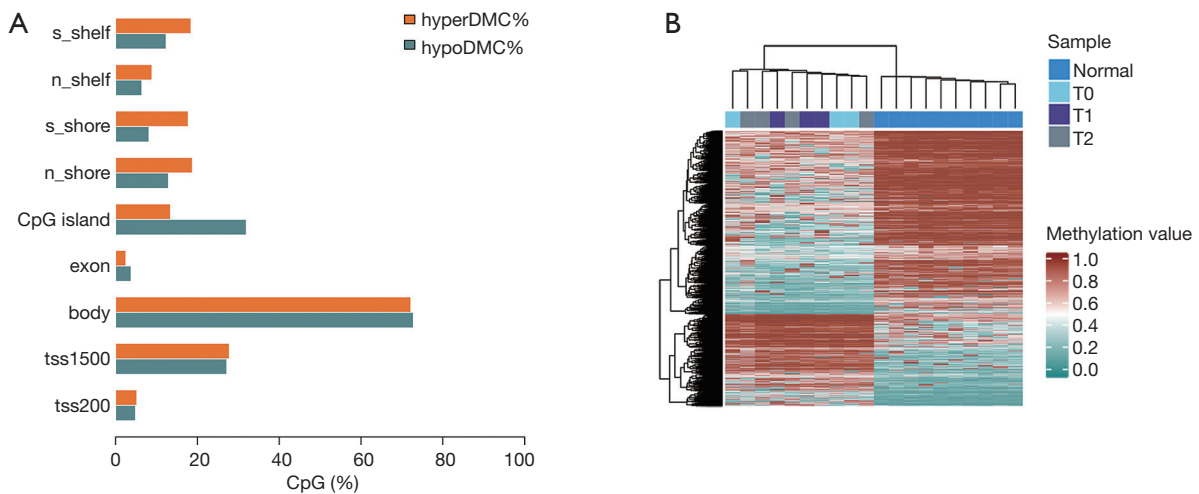 A
hyperDMC%
hypoDMC%
s_shelf
n_shelf
s_shore
n_shore
CpG island
exon
body
tss1500
tss200
0 20 40 60 80 100
CpG (%)
B
Sample
Normal
T0
T1
T2
Methylation value
1.0
0.8
0.6
0.4
0.2
0.0